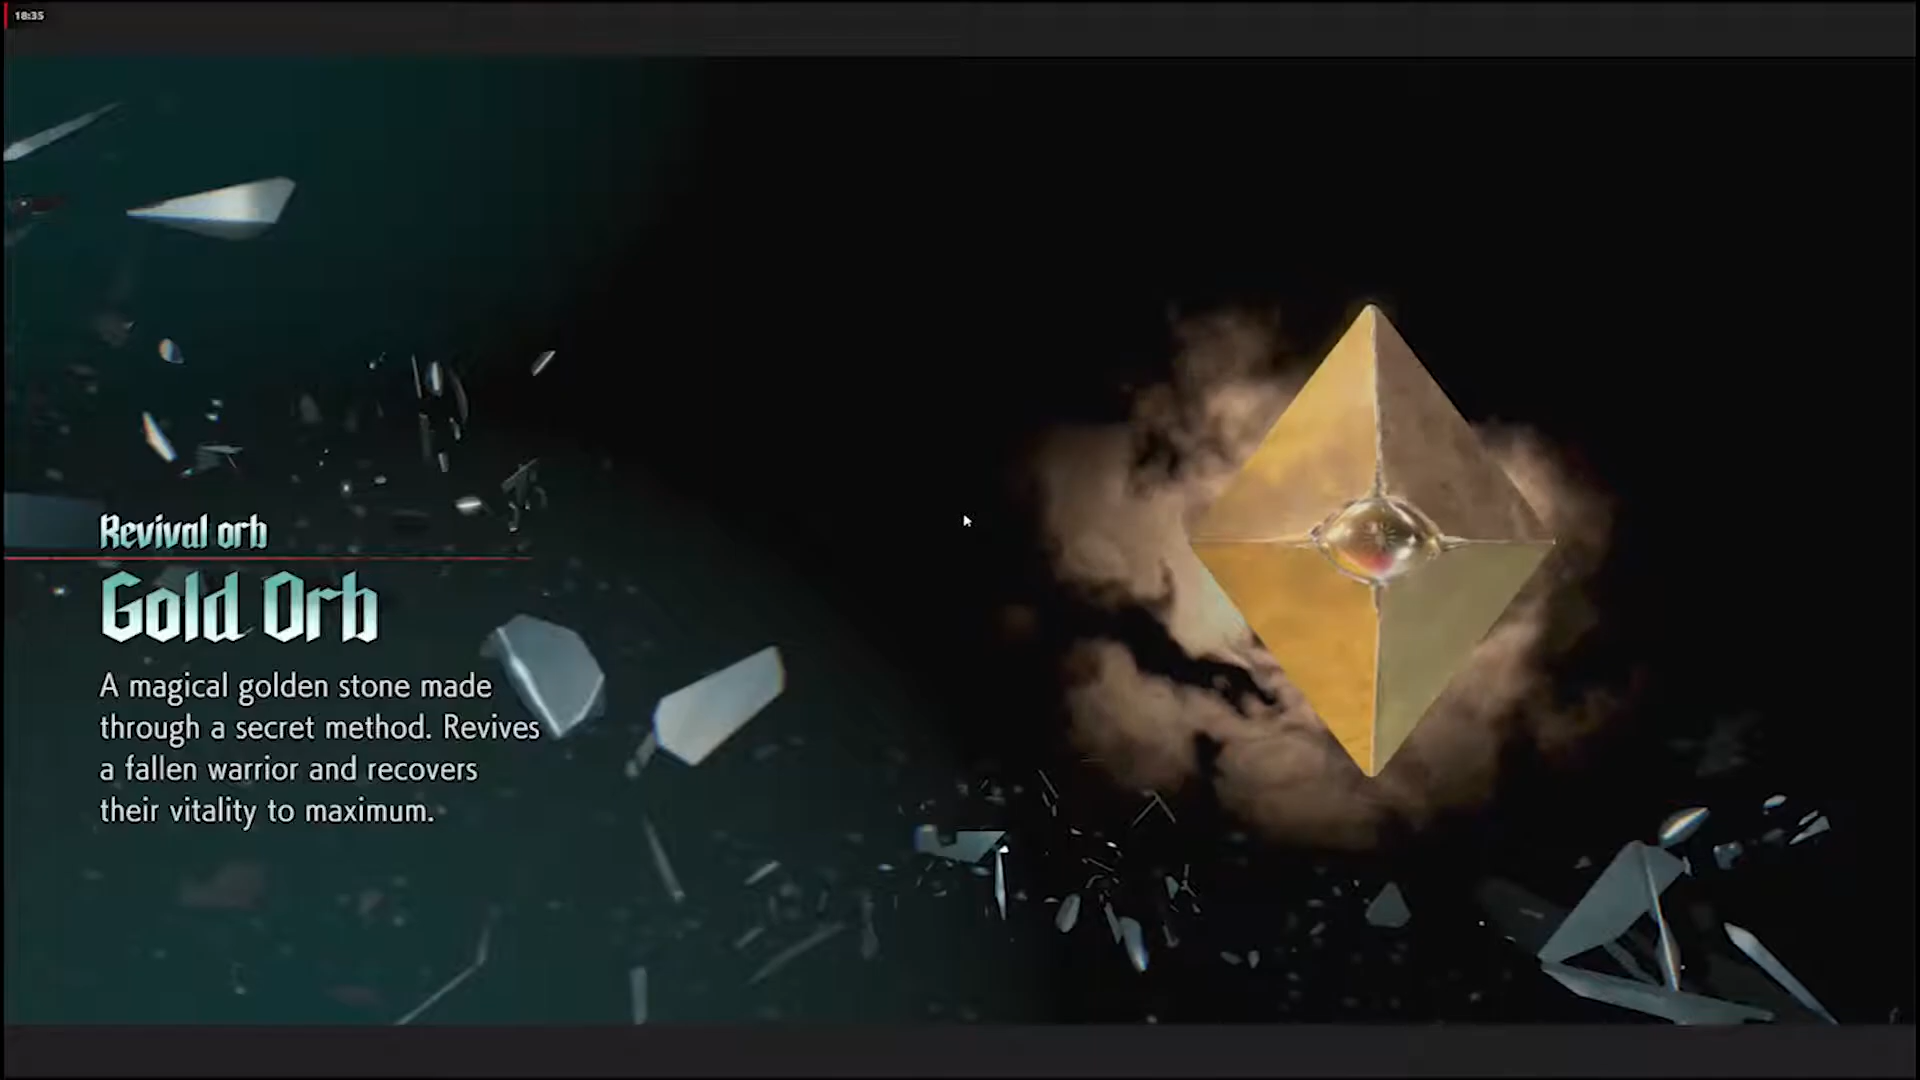 18:35
Revival orb
Gold Orb
A magical golden stone made
through a secret method. Revives
a fallen warrior and recovers
their vitality to maximum.